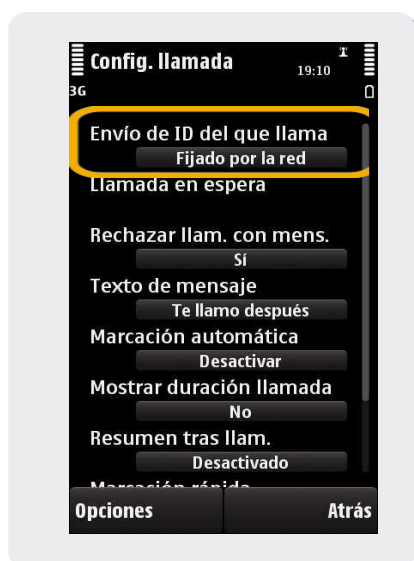 Config. llamada
19:10
3G
Envío de ID del que llama
Fijado por la red
Llamada en espera
Rechazar llam. con mens.
Sí
Texto de mensaje
Te llamo después
Marcación automática
Desactivar
Mostrar duración llamada
No
Resumen tras llam.
Desactivado
Marcación rápida
Opciones
Atrás